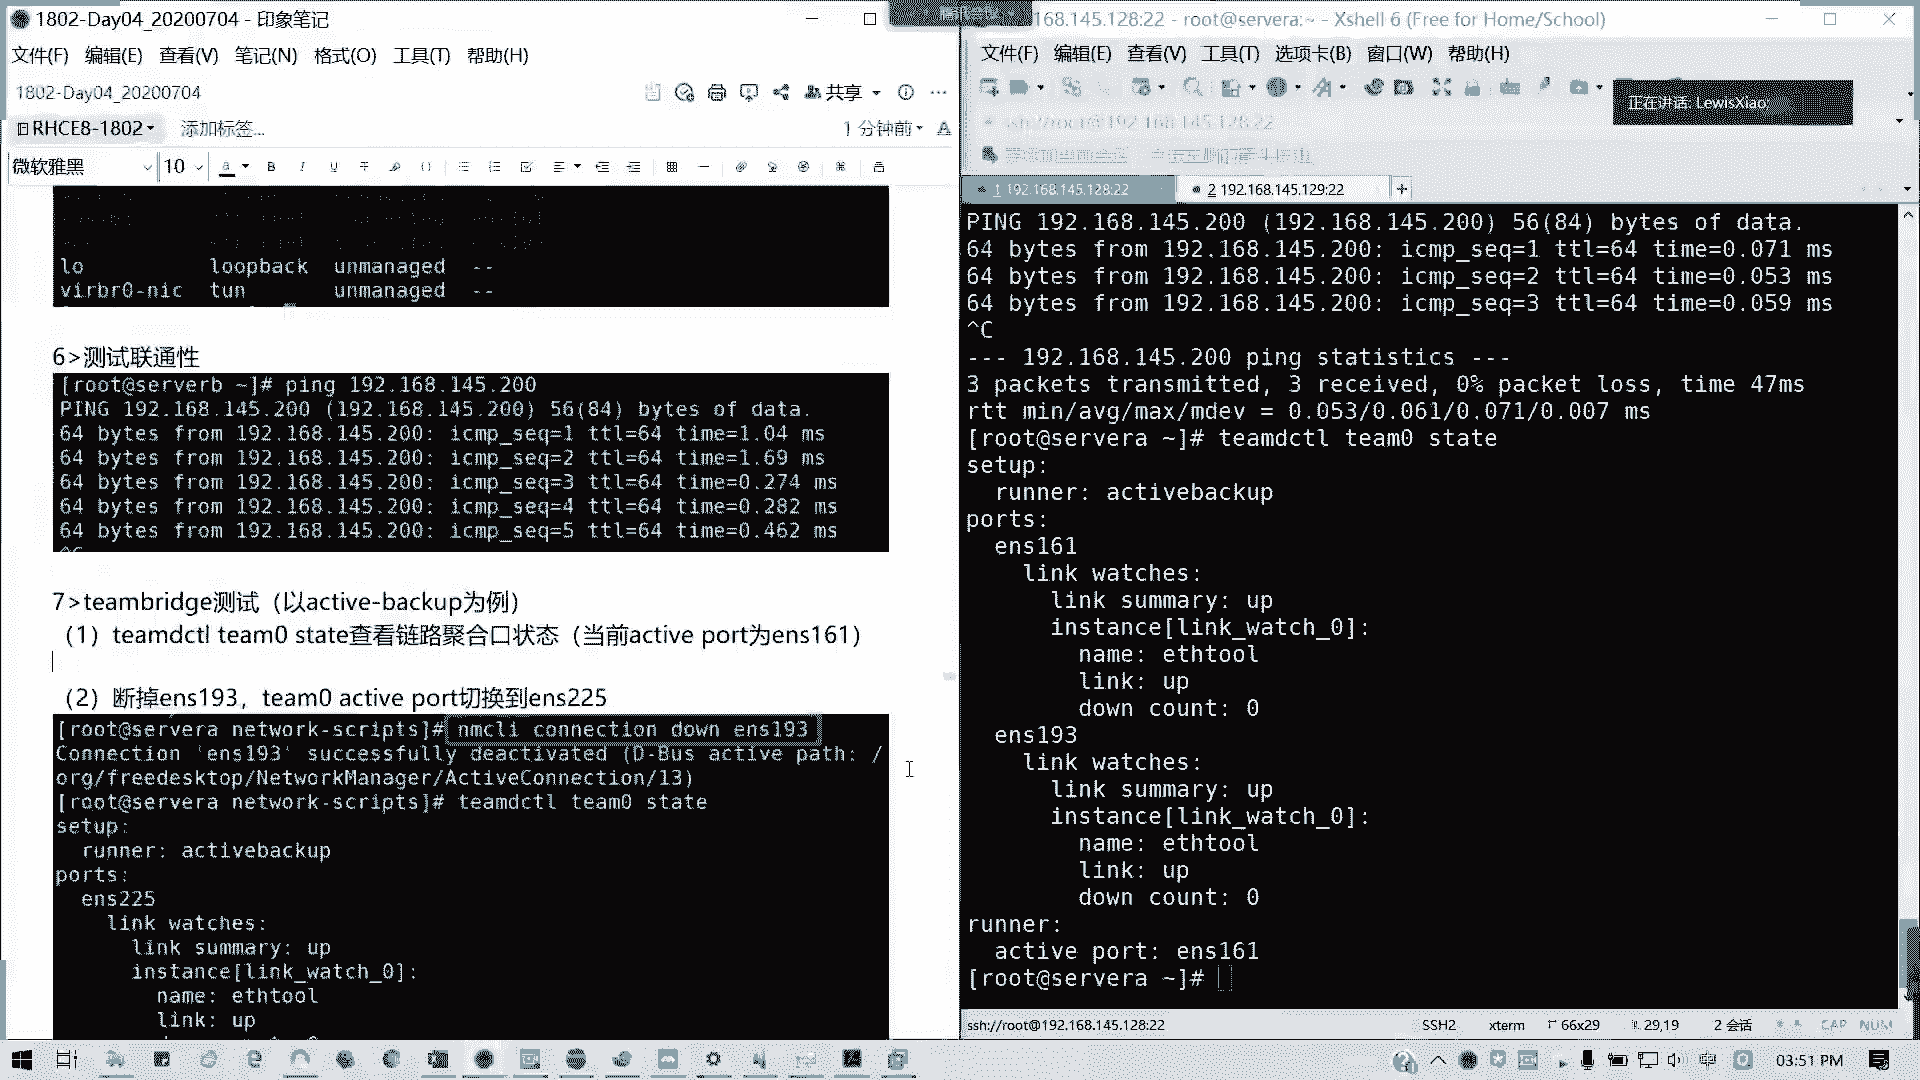 1802-Day04_20200704 - 印象笔记
文件(F) 编辑(E) 查看(V) 笔记(N) 格式(O) 工具(T) 帮助(H)
1802-Day04_20200704
共享
RHCE8-1802 添加标签...
1 分钟前
微软雅黑 10
lo loopback unmanaged --
virbr0-nic tun unmanaged --
6>测试联通性
[root@serverb ~]# ping 192.168.145.200
PING 192.168.145.200 (192.168.145.200) 56(84) bytes of data.
64 bytes from 192.168.145.200: icmp_seq=1 ttl=64 time=1.04 ms
64 bytes from 192.168.145.200: icmp_seq=2 ttl=64 time=1.69 ms
64 bytes from 192.168.145.200: icmp_seq=3 ttl=64 time=0.274 ms
64 bytes from 192.168.145.200: icmp_seq=4 ttl=64 time=0.282 ms
64 bytes from 192.168.145.200: icmp_seq=5 ttl=64 time=0.462 ms
7>teambridge测试（以active-backup为例）
（1）teamdctl team0 state查看链路聚合口状态（当前active port为ens161）
（2）断掉ens193，team0 active port切换到ens225
[root@servera network-scripts]# nmcli connection down ens193
Connection 'ens193' successfully deactivated (D-Bus active path: /
org/freedesktop/NetworkManager/ActiveConnection/13)
[root@servera network-scripts]# teamdctl team0 state
setup:
runner: activebackup
ports:
ens225
link watches:
link summary: up
instance[link_watch_0]:
name: ethtool
link: up
168.145.128:22 - root@servera:~ - Xshell 6 (Free for Home/School)
文件(F) 编辑(E) 查看(V) 工具(T) 选项卡(B) 窗口(W) 帮助(H)
正在讲话: LewisXiao
ssh://root@192.168.145.128:22
1 192.168.145.128:22
2 192.168.145.129:22
PING 192.168.145.200 (192.168.145.200) 56(84) bytes of data.
64 bytes from 192.168.145.200: icmp_seq=1 ttl=64 time=0.071 ms
64 bytes from 192.168.145.200: icmp_seq=2 ttl=64 time=0.053 ms
64 bytes from 192.168.145.200: icmp_seq=3 ttl=64 time=0.059 ms
^C
--- 192.168.145.200 ping statistics ---
3 packets transmitted, 3 received, 0% packet loss, time 47ms
rtt min/avg/max/mdev = 0.053/0.061/0.071/0.007 ms
[root@servera ~]# teamdctl team0 state
setup:
runner: activebackup
ports:
ens161
link watches:
link summary: up
instance[link_watch_0]:
name: ethtool
link: up
down count: 0
ens193
link watches:
link summary: up
instance[link_watch_0]:
name: ethtool
link: up
down count: 0
runner:
active port: ens161
[root@servera ~]#
ssh://root@192.168.145.128:22 SSH2 xterm 66x29 29,19 2 会话 CAP NUM
中 03:51 PM